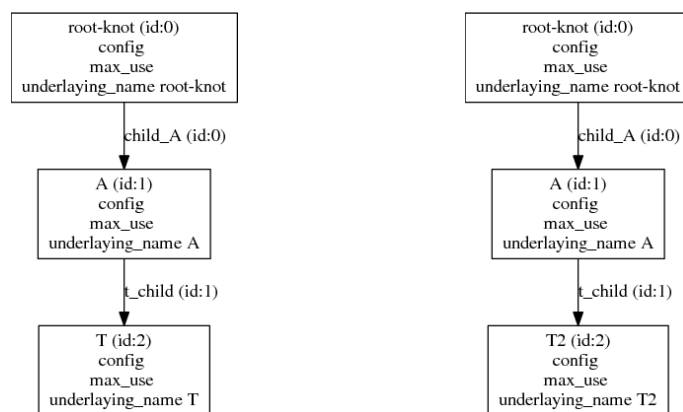 root-knot (id:0)
config
max_use
underlaying_name root-knot
child_A (id:0)
A (id:1)
config
max_use
underlaying_name A
t_child (id:1)
T (id:2)
config
max_use
underlaying_name T
root-knot (id:0)
config
max_use
underlaying_name root-knot
child_A (id:0)
A (id:1)
config
max_use
underlaying_name A
t_child (id:1)
T2 (id:2)
config
max_use
underlaying_name T2